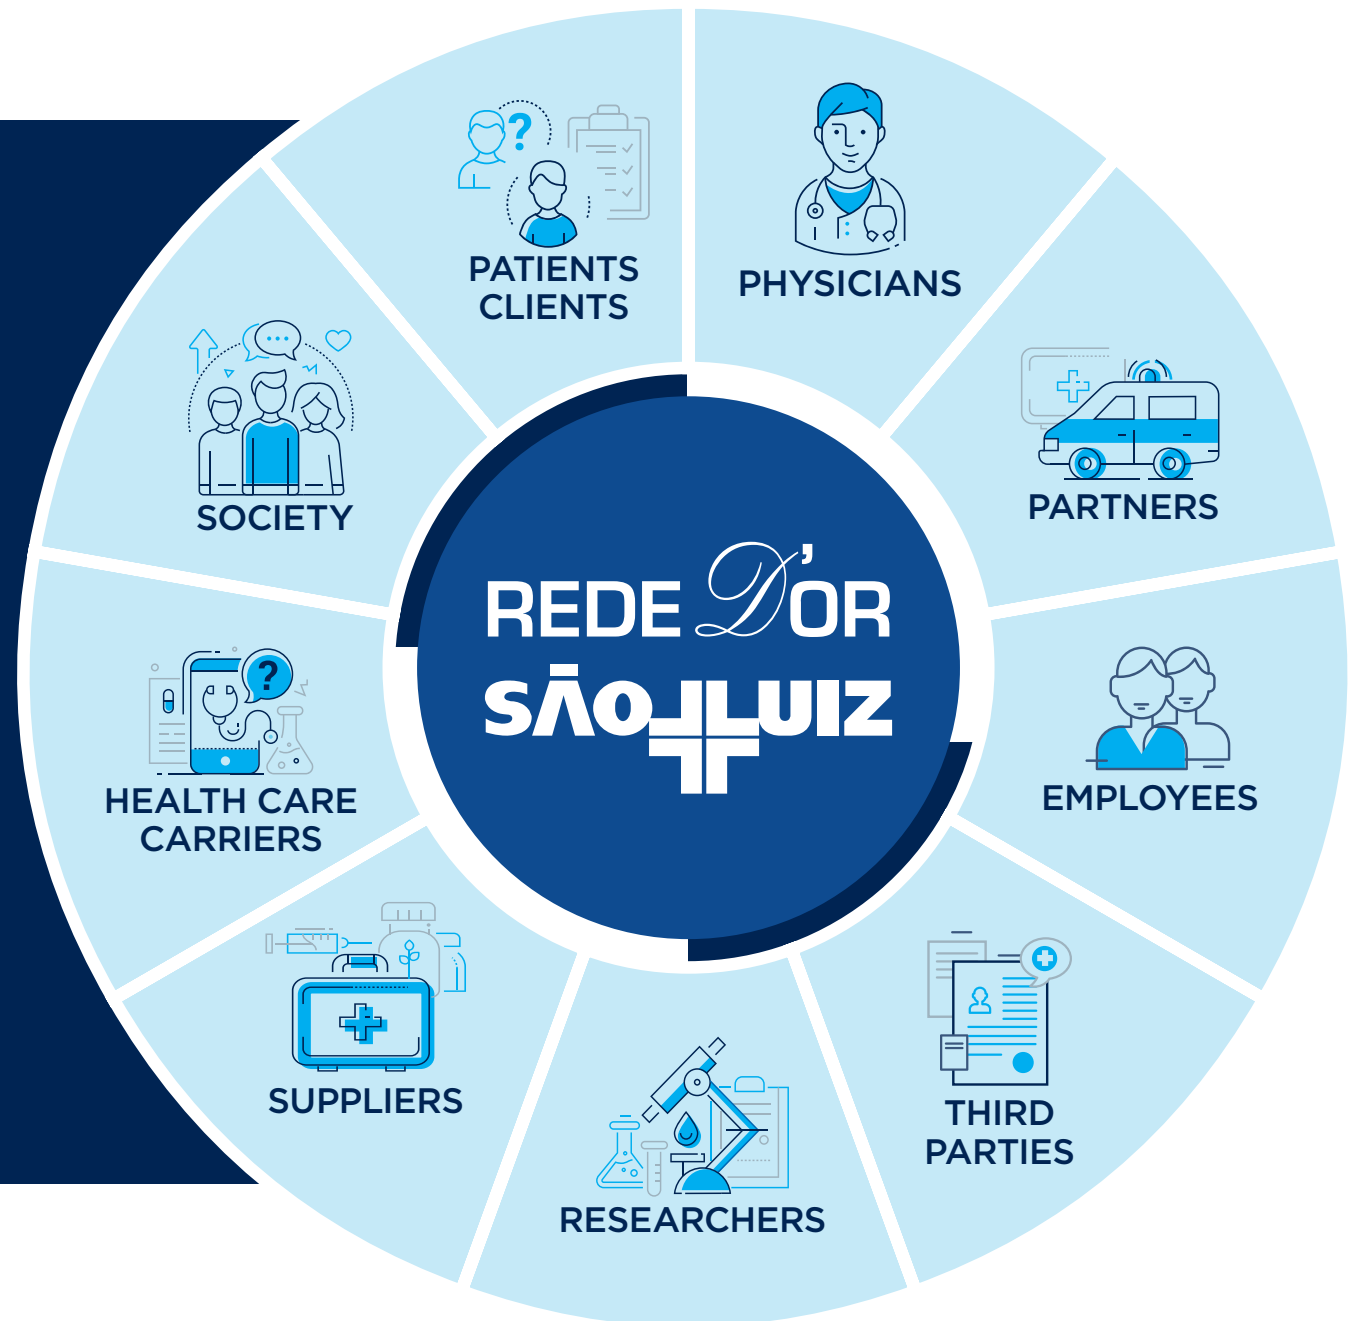 PATIENTS
CLIENTS
PHYSICIANS
PARTNERS
EMPLOYEES
THIRD
PARTIES
RESEARCHERS
SUPPLIERS
HEALTH CARE
CARRIERS
SOCIETY
REDE D'OR
SÃO LUIZ